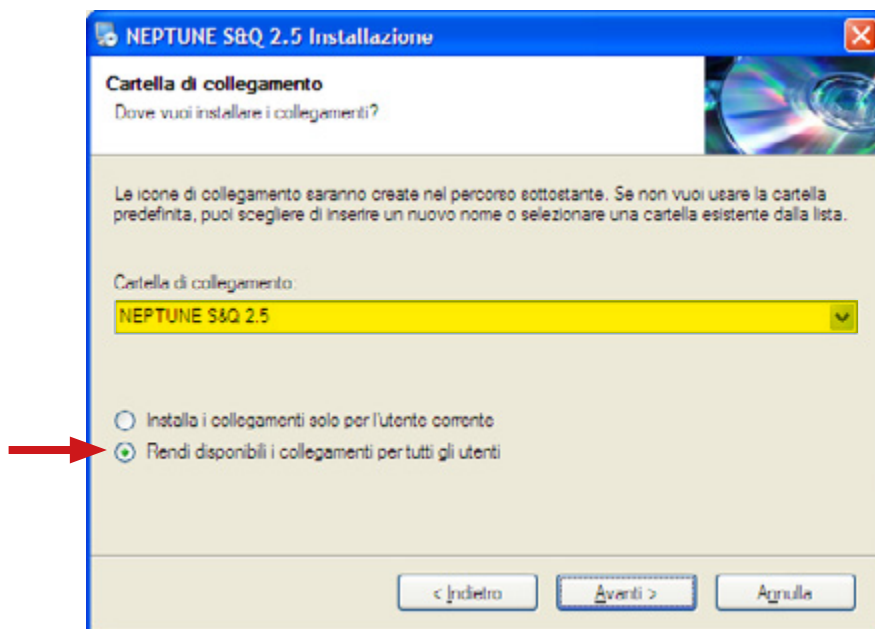 NEPTUNE S&Q 2.5 Installazione
Cartella di collegamento
Dove vuoi installare i collegamenti?
Le icone di collegamento saranno create nel percorso sottostante. Se non vuoi usare la cartella
predefinita, puoi scegliere di inserire un nuovo nome o selezionare una cartella esistente dalla lista.
Cartella di collegamento:
NEPTUNE S&Q 2.5
Installa i collegamenti solo per l'utente corrente
Rendi disponibili i collegamenti per tutti gli utenti
< Indietro
Avanti >
Annulla